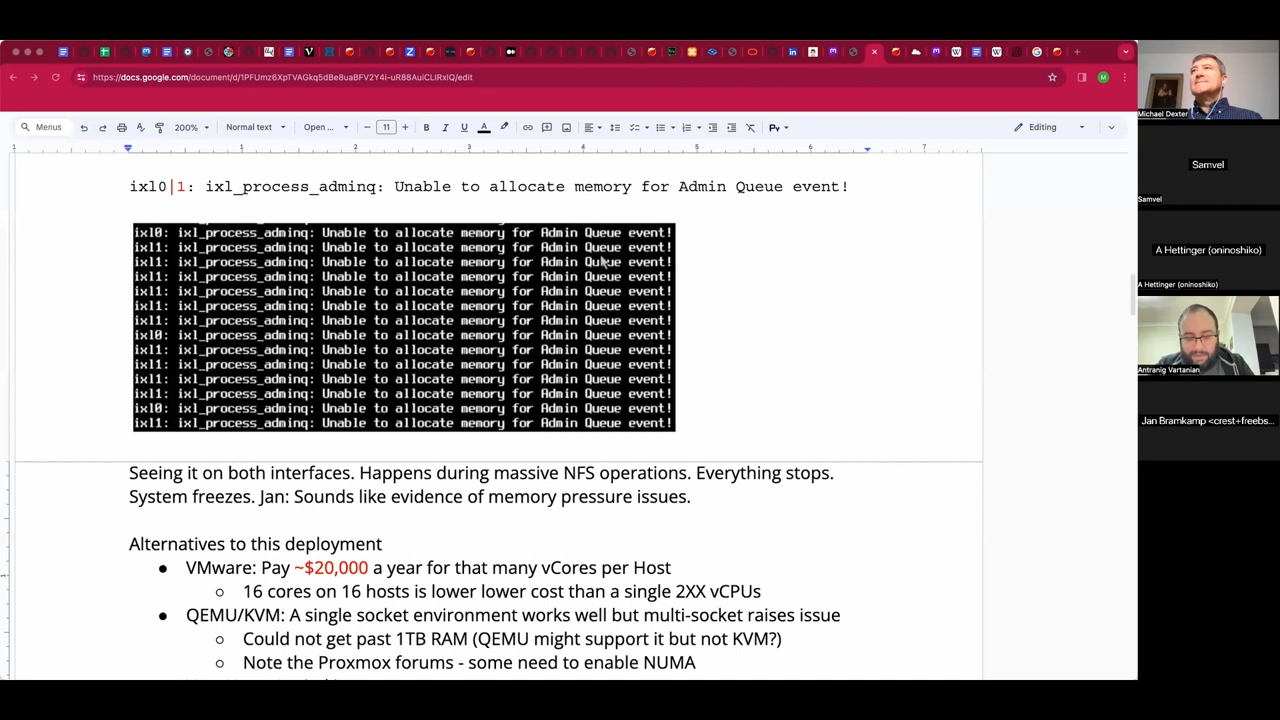 https://docs.google.com/document/d/1PFUmz6XpTVAGkq5dBe8uaBFV2Y4i-uR88AuiCLIRxIQ/edit
Menus 200% Normal text Open ... 11 Editing
1 1 2 3 4 5 6 7
ixl0|1: ixl_process_adminq: Unable to allocate memory for Admin Queue event!
ixl0: ixl_process_adminq: Unable to allocate memory for Admin Queue event!
ixl1: ixl_process_adminq: Unable to allocate memory for Admin Queue event!
ixl1: ixl_process_adminq: Unable to allocate memory for Admin Queue event!
ixl1: ixl_process_adminq: Unable to allocate memory for Admin Queue event!
ixl1: ixl_process_adminq: Unable to allocate memory for Admin Queue event!
ixl1: ixl_process_adminq: Unable to allocate memory for Admin Queue event!
ixl1: ixl_process_adminq: Unable to allocate memory for Admin Queue event!
ixl0: ixl_process_adminq: Unable to allocate memory for Admin Queue event!
ixl1: ixl_process_adminq: Unable to allocate memory for Admin Queue event!
ixl1: ixl_process_adminq: Unable to allocate memory for Admin Queue event!
ixl1: ixl_process_adminq: Unable to allocate memory for Admin Queue event!
ixl1: ixl_process_adminq: Unable to allocate memory for Admin Queue event!
ixl0: ixl_process_adminq: Unable to allocate memory for Admin Queue event!
ixl1: ixl_process_adminq: Unable to allocate memory for Admin Queue event!
Seeing it on both interfaces. Happens during massive NFS operations. Everything stops.
System freezes. Jan: Sounds like evidence of memory pressure issues.
Alternatives to this deployment
● VMware: Pay ~$20,000 a year for that many vCores per Host
○ 16 cores on 16 hosts is lower lower cost than a single 2XX vCPUs
● QEMU/KVM: A single socket environment works well but multi-socket raises issue
○ Could not get past 1TB RAM (QEMU might support it but not KVM?)
○ Note the Proxmox forums - some need to enable NUMA
Michael Dexter
Samvel
Samvel
A Hettinger (oninoshiko)
A Hettinger (oninoshiko)
Antranig Vartanian
Jan Bramkamp <crest+freebs...